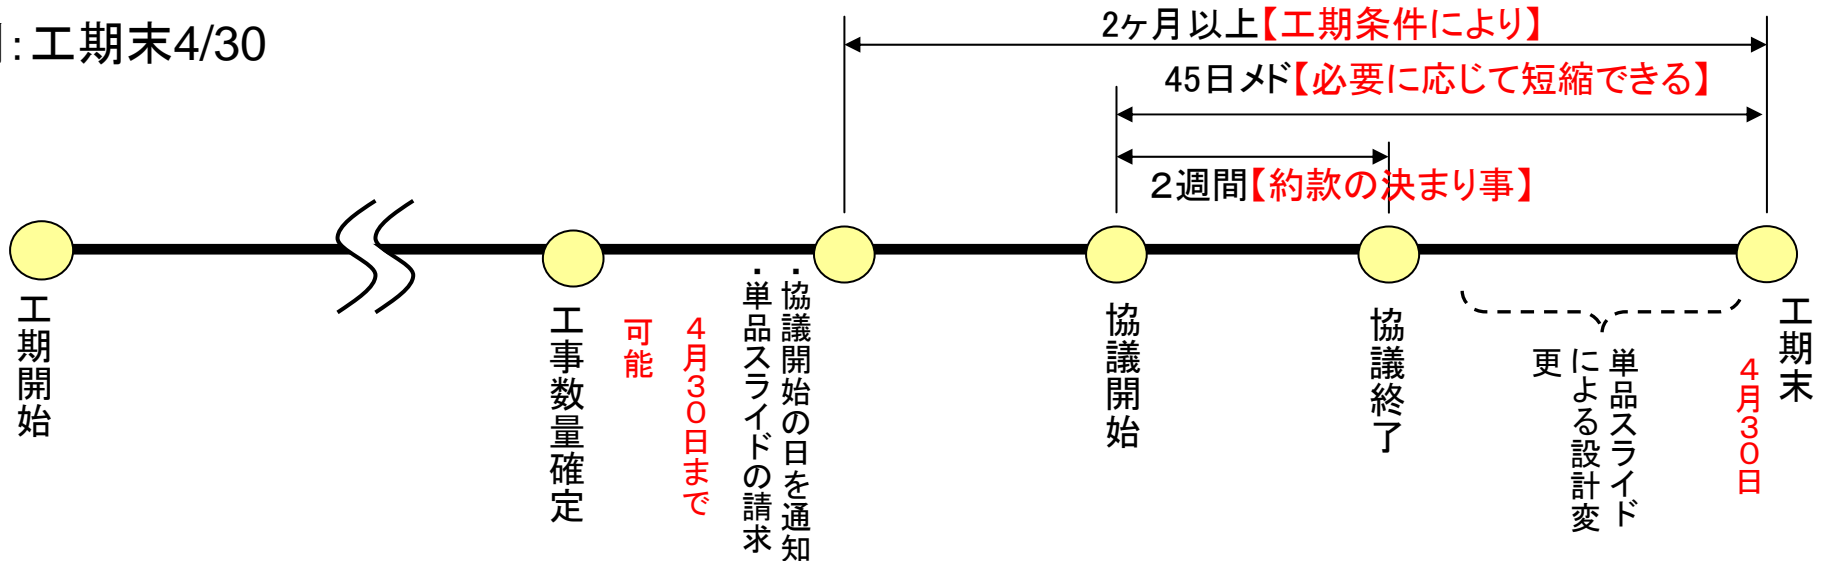 ：工期末4/30
2ヶ月以上【工期条件により】
45日メド【必要に応じて短縮できる】
２週間【約款の決まり事】
工期開始
工事数量確定
４月３０日まで
可能
・協議開始の日を通知
・単品スライドの請求
協議開始
協議終了
単品スライド
による設計変
更
工期末
４月３０日